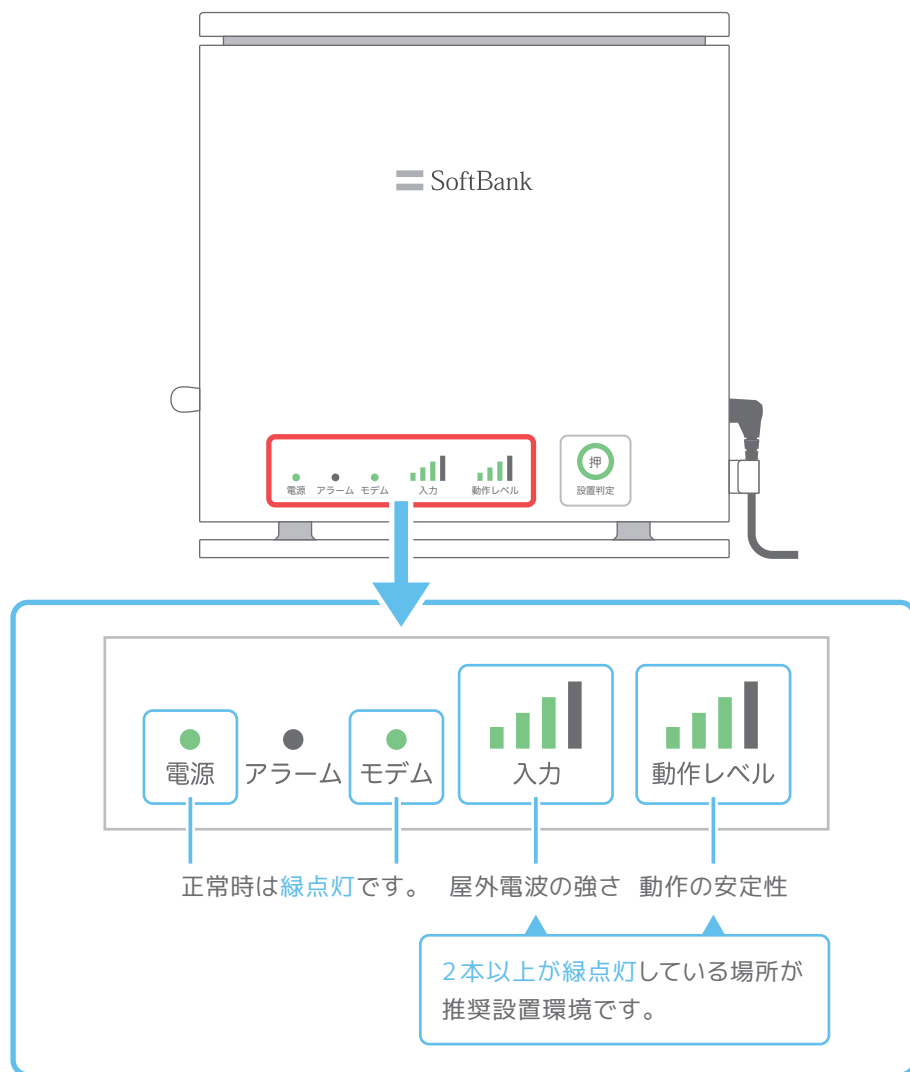 SoftBank
電源 アラーム モデム 入力 動作レベル
押
設置判定
電源 アラーム モデム 入力 動作レベル
正常時は緑点灯です。 屋外電波の強さ 動作の安定性
2本以上が緑点灯している場所が
推奨設置環境です。